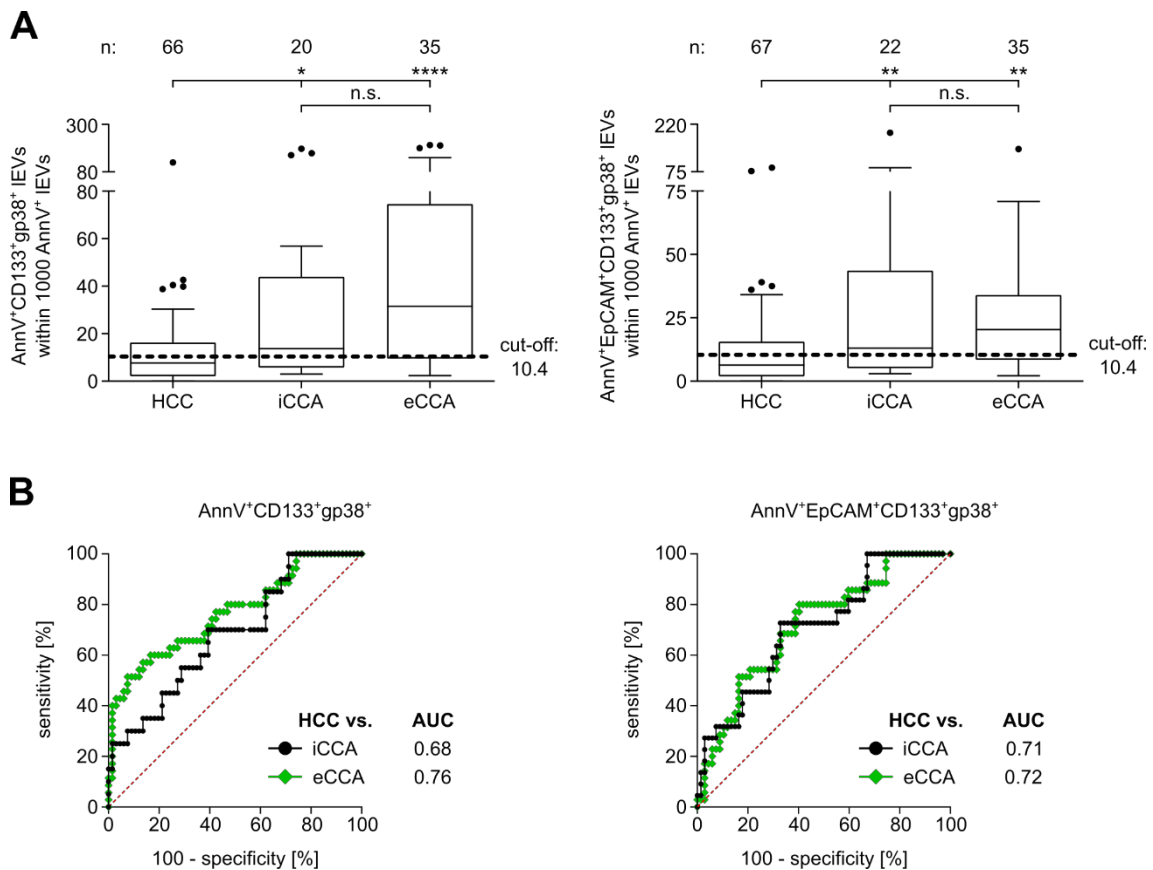 A
n: 66 20 35
* ****
n.s.
AnnV⁺CD133⁺gp38⁺ lEVs
within 1000 AnnV⁺ lEVs
300
80
80
60
40
20
0
cut-off:
10.4
HCC iCCA eCCA
n: 67 22 35
** **
n.s.
AnnV⁺EpCAM⁺CD133⁺gp38⁺ lEVs
within 1000 AnnV⁺ lEVs
220
75
75
50
25
0
cut-off:
10.4
HCC iCCA eCCA
B
AnnV⁺CD133⁺gp38⁺
sensitivity [%]
100
80
60
40
20
0
HCC vs. AUC
iCCA 0.68
eCCA 0.76
0 20 40 60 80 100
100 - specificity [%]
AnnV⁺EpCAM⁺CD133⁺gp38⁺
sensitivity [%]
100
80
60
40
20
0
HCC vs. AUC
iCCA 0.71
eCCA 0.72
0 20 40 60 80 100
100 - specificity [%]